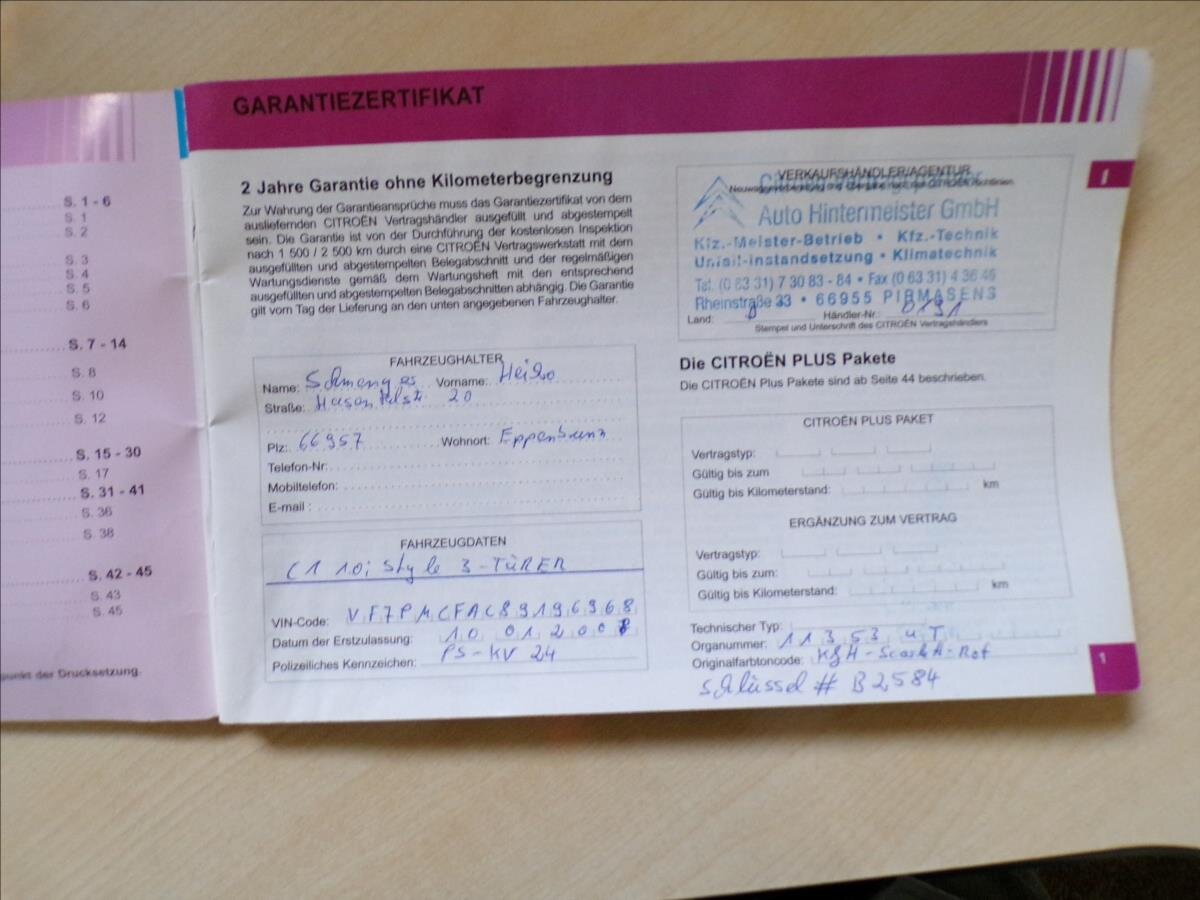 S. 1 - 6
S. 1
S. 2
S. 3
S. 4
S. 5
S. 6
S. 7 - 14
S. 8
S. 10
S. 12
S. 15 - 30
S. 17
S. 31 - 41
S. 36
S. 38
S. 42 - 45
S. 43
S. 45
punkt der Drucksetzung.
GARANTIEZERTIFIKAT
2 Jahre Garantie ohne Kilometerbegrenzung
Zur Wahrung der Garantieansprüche muss das Garantiezertifikat von dem
ausliefernden CITROËN Vertragshändler ausgefüllt und abgestempelt
sein. Die Garantie ist von der Durchführung der kostenlosen Inspektion
nach 1 500 / 2 500 km durch eine CITROËN Vertragswerkstatt mit dem
ausgefüllten und abgestempelten Belegabschnitt und der regelmäßigen
Wartungsdienste gemäß dem Wartungsheft mit den entsprechend
ausgefüllten und abgestempelten Belegabschnitten abhängig. Die Garantie
gilt vom Tag der Lieferung an den unten angegebenen Fahrzeughalter.
FAHRZEUGHALTER
Name: Vorname: Heiko
Straße: 20
Plz: 66957 Wohnort: Eppenbrunn
Telefon-Nr:
Mobiltelefon:
E-mail :
FAHRZEUGDATEN
C1 1.0i Style 3-TÜRER
VIN-Code: VF7PMCFAC89196968
Datum der Erstzulassung: 10 01 2008
Polizeiliches Kennzeichen: PS-KV 24
VERKAUFSHÄNDLER/AGENTUR
Auto Hintermeister GmbH
Kfz.-Meister-Betrieb • Kfz.-Technik
Unfall-Instandsetzung • Klimatechnik
Tel. (0 63 31) 7 30 83 - 84 • Fax (0 63 31) 4 36 46
Rheinstraße 33 • 66955 PIRMASENS
Land: Händler-Nr.:
Stempel und Unterschrift des CITROËN Vertragshändlers
Die CITROËN PLUS Pakete
Die CITROËN Plus Pakete sind ab Seite 44 beschrieben.
CITROËN PLUS PAKET
Vertragstyp:
Gültig bis zum
Gültig bis Kilometerstand: km
ERGÄNZUNG ZUM VERTRAG
Vertragstyp:
Gültig bis zum:
Gültig bis Kilometerstand: km
Technischer Typ:
Organummer: 11353 UT
Originalfarbtoncode: Rot
Schlüssel # B2584
1